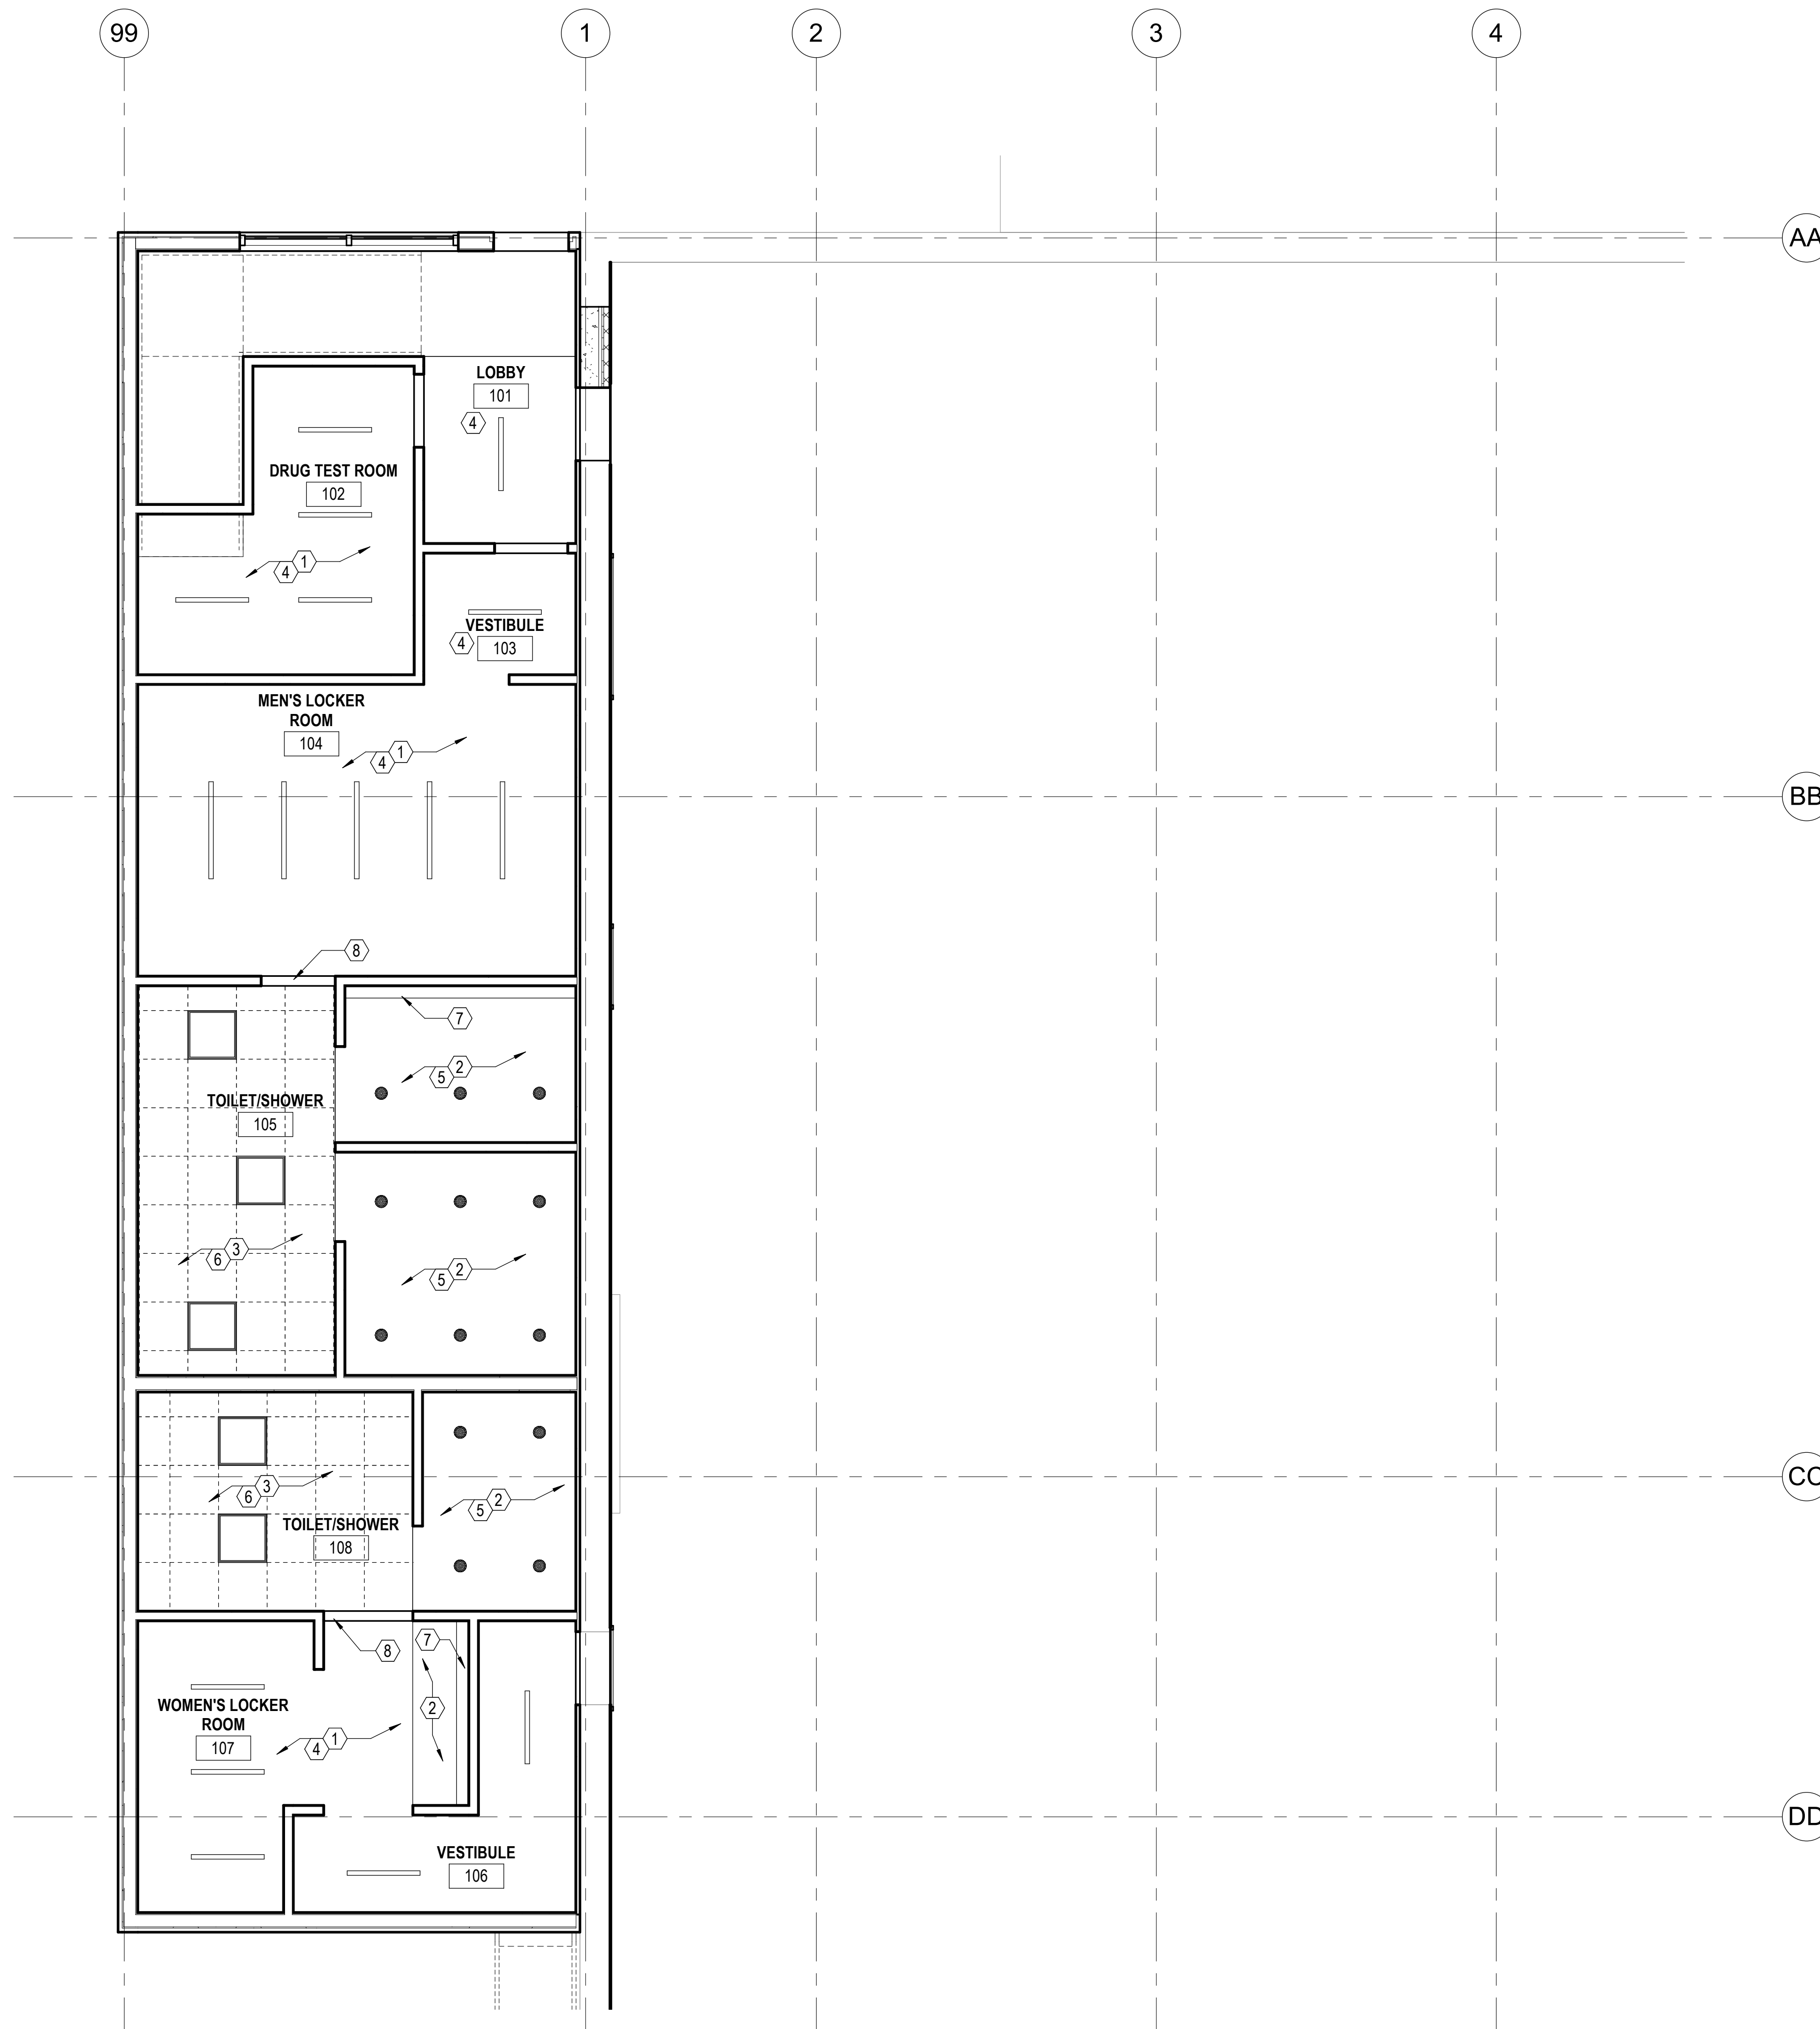 99
1
2
3
4
AA
LOBBY
101
4
DRUG TEST ROOM
102
1
4
VESTIBULE
103
4
MEN'S LOCKER
ROOM
104
1
4
BB
8
7
2
5
TOILET/SHOWER
105
3
6
2
5
CC
3
6
2
5
TOILET/SHOWER
108
8
7
2
WOMEN'S LOCKER
ROOM
107
1
4
DD
VESTIBULE
106